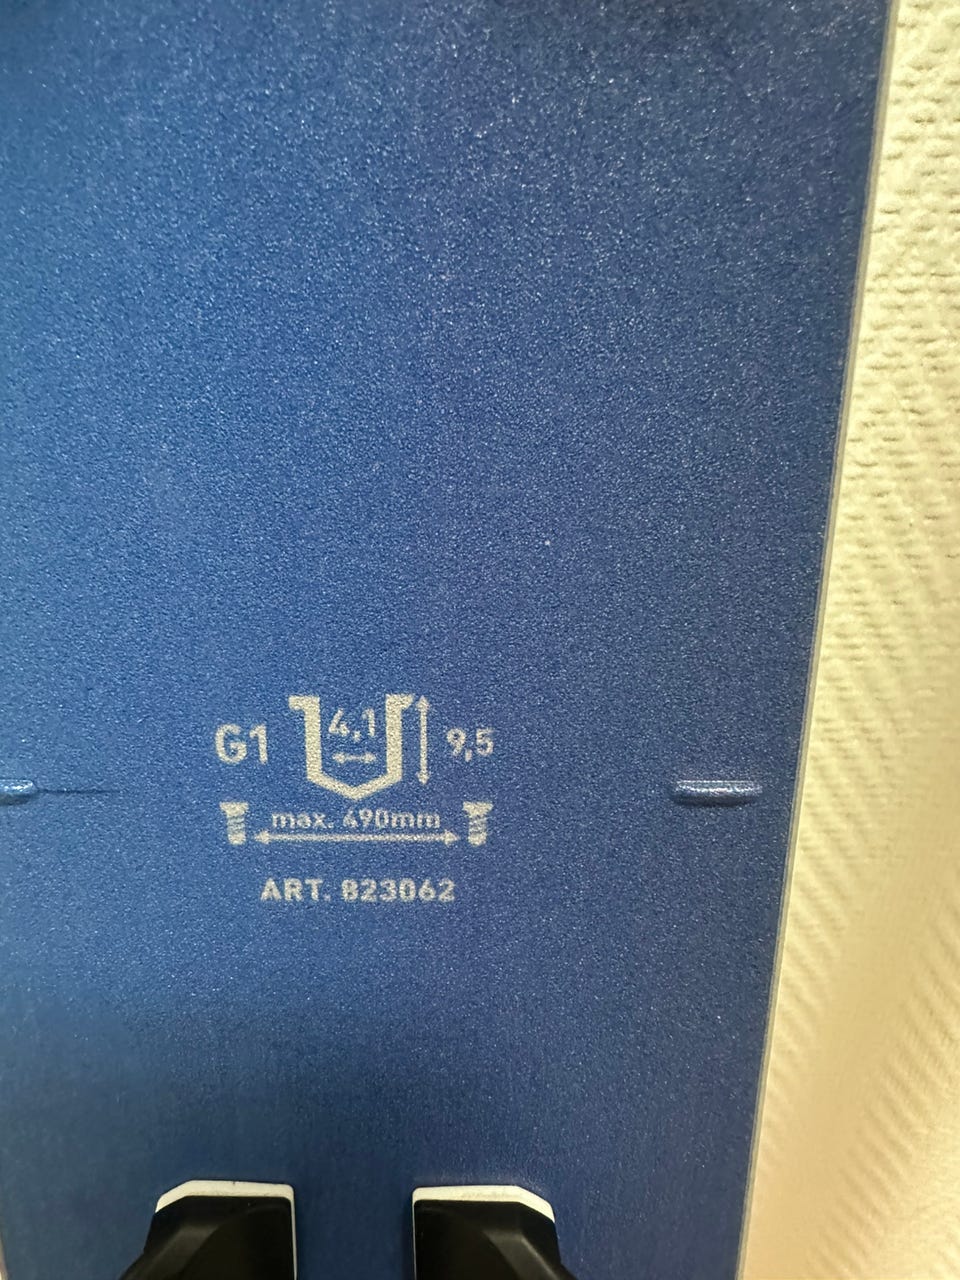 G1 4,1 9,5
max. 490mm
ART. 823062